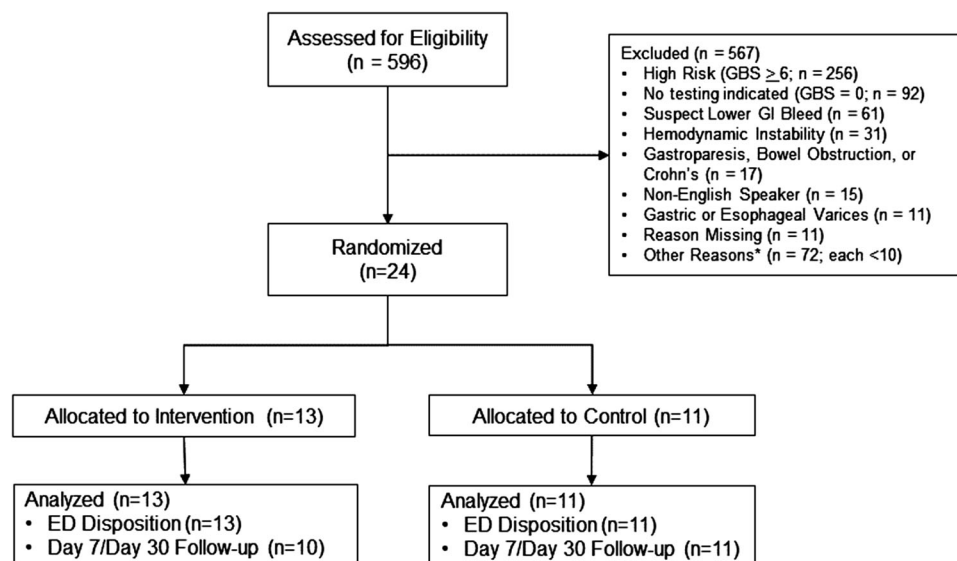 Assessed for Eligibility
(n = 596)
Excluded (n = 567)
• High Risk (GBS ≥6; n = 256)
• No testing indicated (GBS = 0; n = 92)
• Suspect Lower GI Bleed (n = 61)
• Hemodynamic Instability (n = 31)
• Gastroparesis, Bowel Obstruction, or
Crohn's (n = 17)
• Non-English Speaker (n = 15)
• Gastric or Esophageal Varices (n = 11)
• Reason Missing (n = 11)
• Other Reasons* (n = 72; each <10)
Randomized
(n=24)
Allocated to Intervention (n=13)
Allocated to Control (n=11)
Analyzed (n=13)
• ED Disposition (n=13)
• Day 7/Day 30 Follow-up (n=10)
Analyzed (n=11)
• ED Disposition (n=11)
• Day 7/Day 30 Follow-up (n=11)